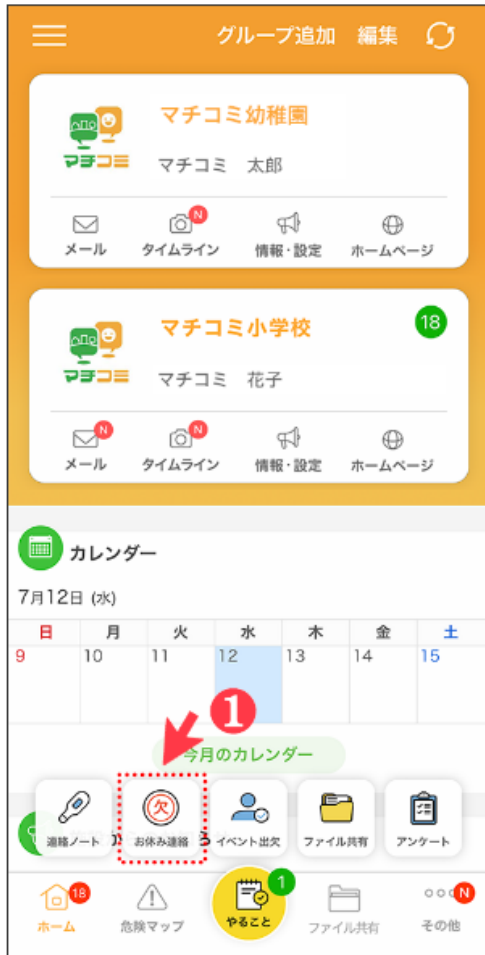 グループ追加 編集
マチコミ幼稚園
マチコミ
マチコミ 太郎
N
メール タイムライン 情報・設定 ホームページ
マチコミ小学校 18
マチコミ
マチコミ 花子
N N
メール タイムライン 情報・設定 ホームページ
カレンダー
7月12日 (水)
日 月 火 水 木 金 土
9 10 11 12 13 14 15
1
今月のカレンダー
欠
連絡ノート お休み連絡 イベント出欠 ファイル共有 アンケート
18 1 N
ホーム 危険マップ やること ファイル共有 その他